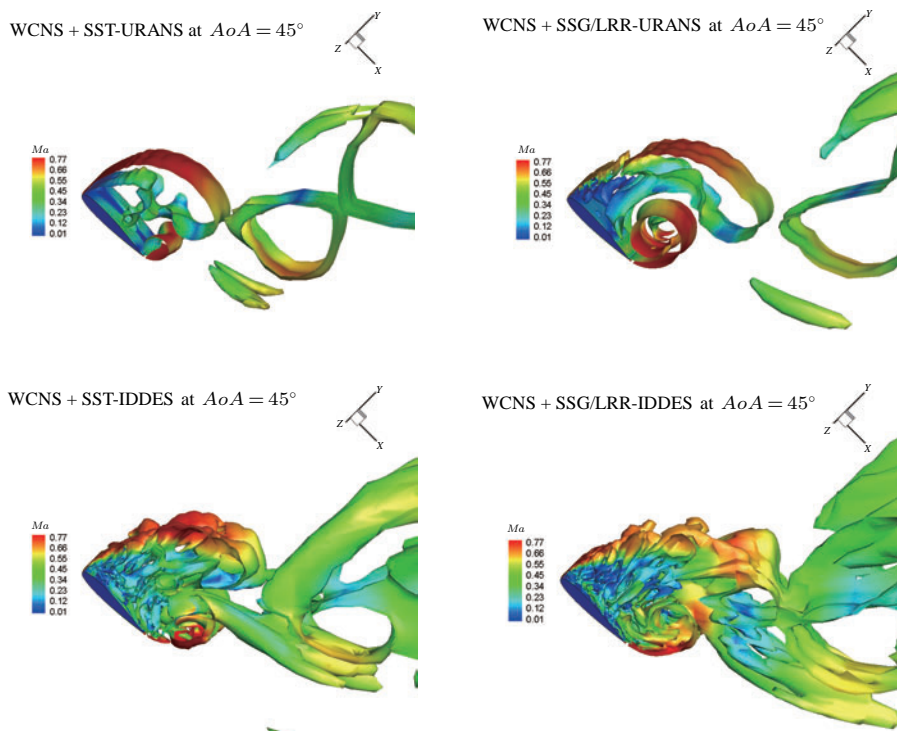 WCNS + SST-URANS at AoA = 45°
Y
Z
X
Ma
0.77
0.66
0.55
0.45
0.34
0.23
0.12
0.01
WCNS + SSG/LRR-URANS at AoA = 45°
Y
Z
X
Ma
0.77
0.66
0.55
0.45
0.34
0.23
0.12
0.01
WCNS + SST-IDDES at AoA = 45°
Y
Z
X
Ma
0.77
0.66
0.55
0.45
0.34
0.23
0.12
0.01
WCNS + SSG/LRR-IDDES at AoA = 45°
Y
Z
X
Ma
0.77
0.66
0.55
0.45
0.34
0.23
0.12
0.01